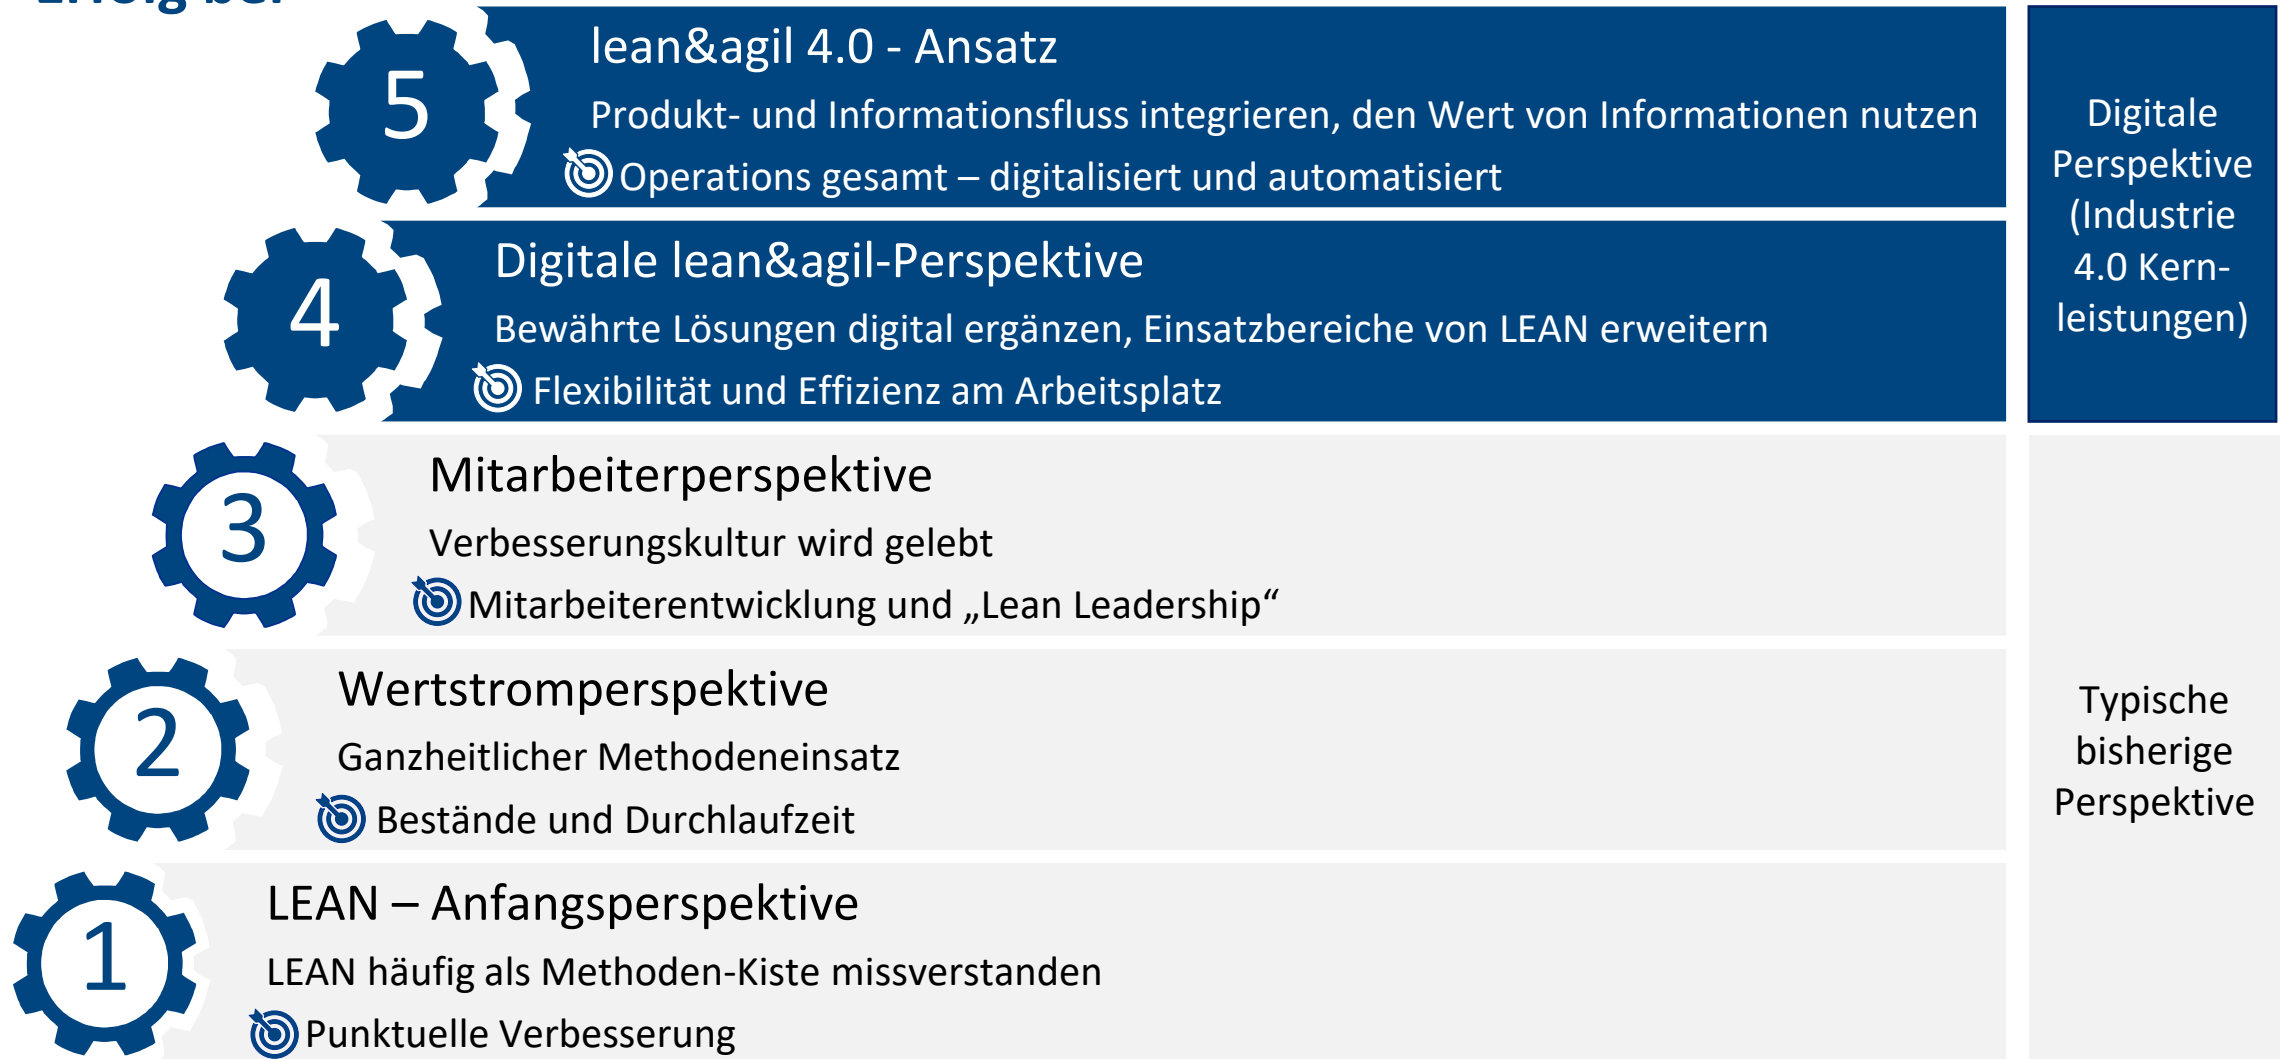 5
lean&agil 4.0 - Ansatz
Produkt- und Informationsfluss integrieren, den Wert von Informationen nutzen
Operations gesamt – digitalisiert und automatisiert
4
Digitale lean&agil-Perspektive
Bewährte Lösungen digital ergänzen, Einsatzbereiche von LEAN erweitern
Flexibilität und Effizienz am Arbeitsplatz
Digitale
Perspektive
(Industrie
4.0 Kern-
leistungen)
3
Mitarbeiterperspektive
Verbesserungskultur wird gelebt
Mitarbeiterentwicklung und „Lean Leadership“
2
Wertstromperspektive
Ganzheitlicher Methodeneinsatz
Bestände und Durchlaufzeit
1
LEAN – Anfangsperspektive
LEAN häufig als Methoden-Kiste missverstanden
Punktuelle Verbesserung
Typische
bisherige
Perspektive